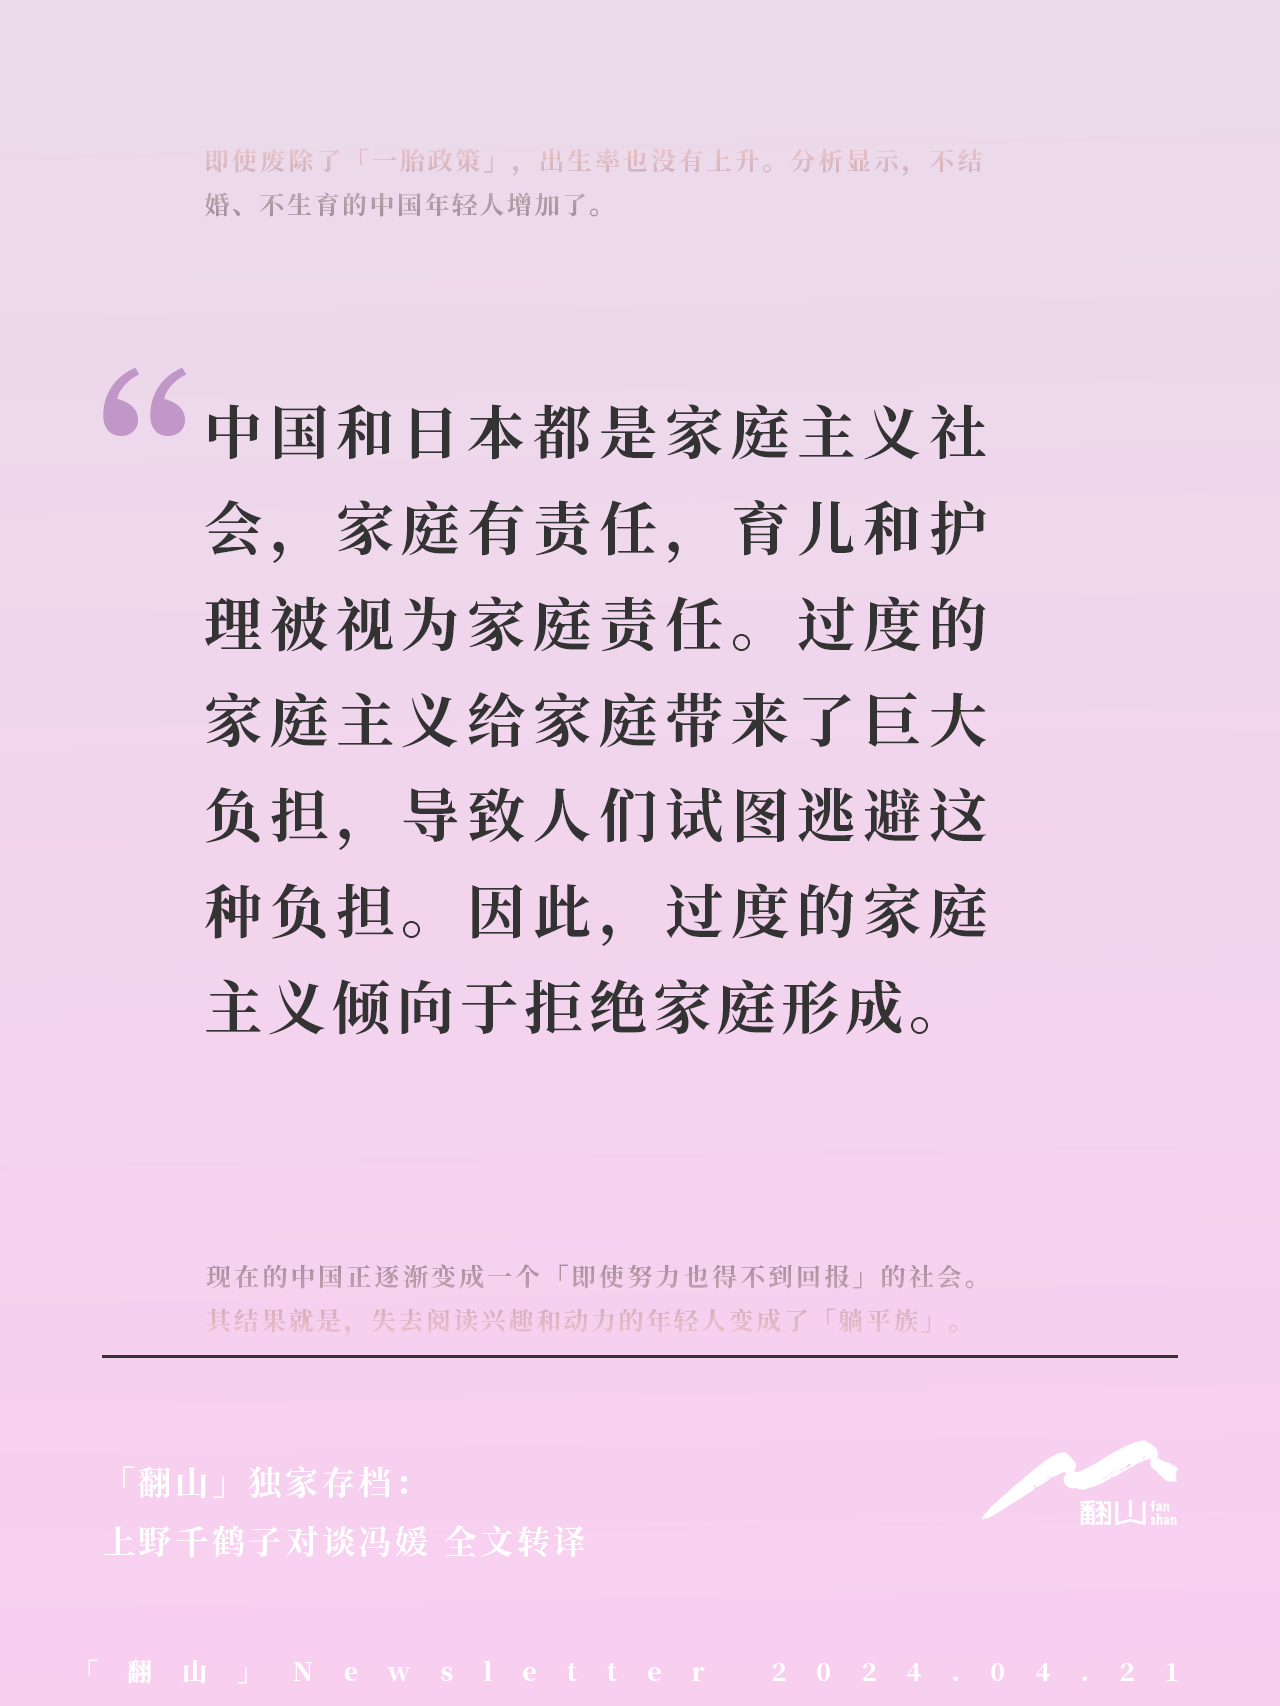 即使废除了「一胎政策」，出生率也没有上升。分析显示，不结
婚、不生育的中国年轻人增加了。
“中国和日本都是家庭主义社
会，家庭有责任，育儿和护
理被视为家庭责任。过度的
家庭主义给家庭带来了巨大
负担，导致人们试图逃避这
种负担。因此，过度的家庭
主义倾向于拒绝家庭形成。
现在的中国正逐渐变成一个「即使努力也得不到回报」的社会。
其结果就是，失去阅读兴趣和动力的年轻人变成了「躺平族」。
「翻山」独家存档：
上野千鹤子对谈冯媛 全文转译
翻山 fan shan
「翻山」Newsletter 2024.04.21